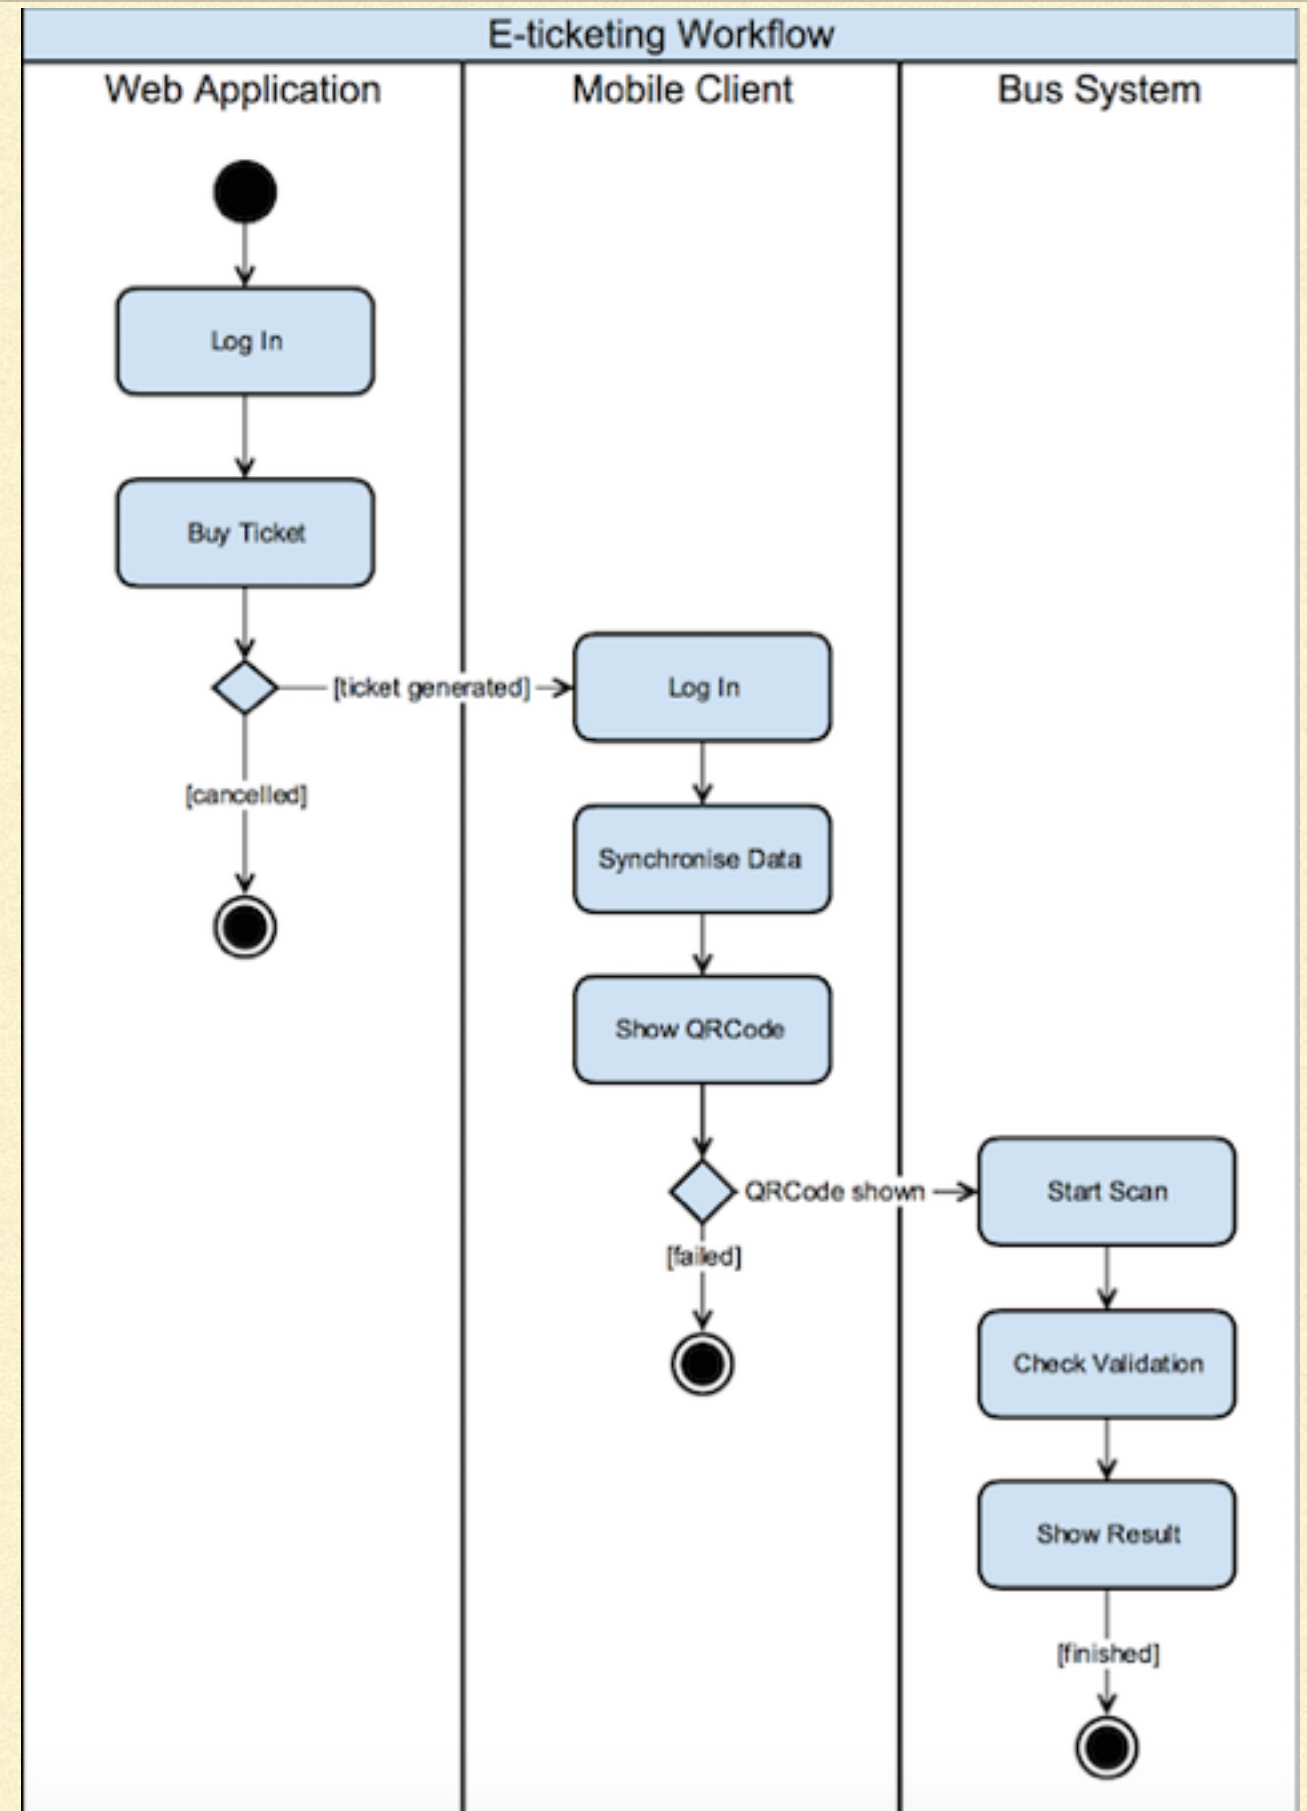 E-ticketing Workflow
Web Application
Mobile Client
Bus System
Log In
Buy Ticket
[ticket generated]
Log In
[cancelled]
Synchronise Data
Show QRCode
QRCode shown
Start Scan
[failed]
Check Validation
Show Result
[finished]